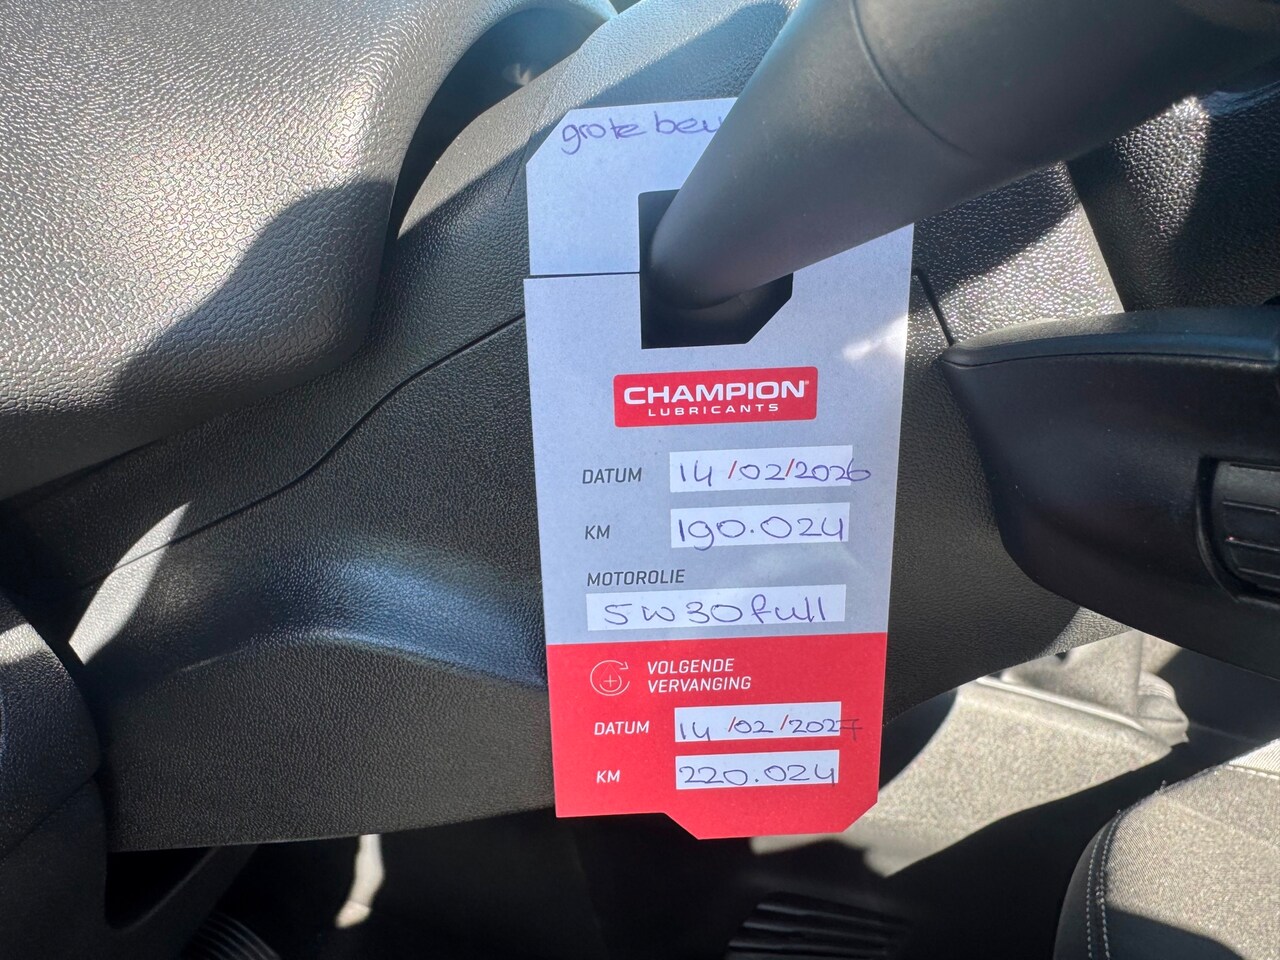 grote beu
CHAMPION®
LUBRICANTS
DATUM 14/02/2026
KM 190.024
MOTOROLIE
5W30 full
VOLGENDE
VERVANGING
DATUM 14/02/2027
KM 220.024